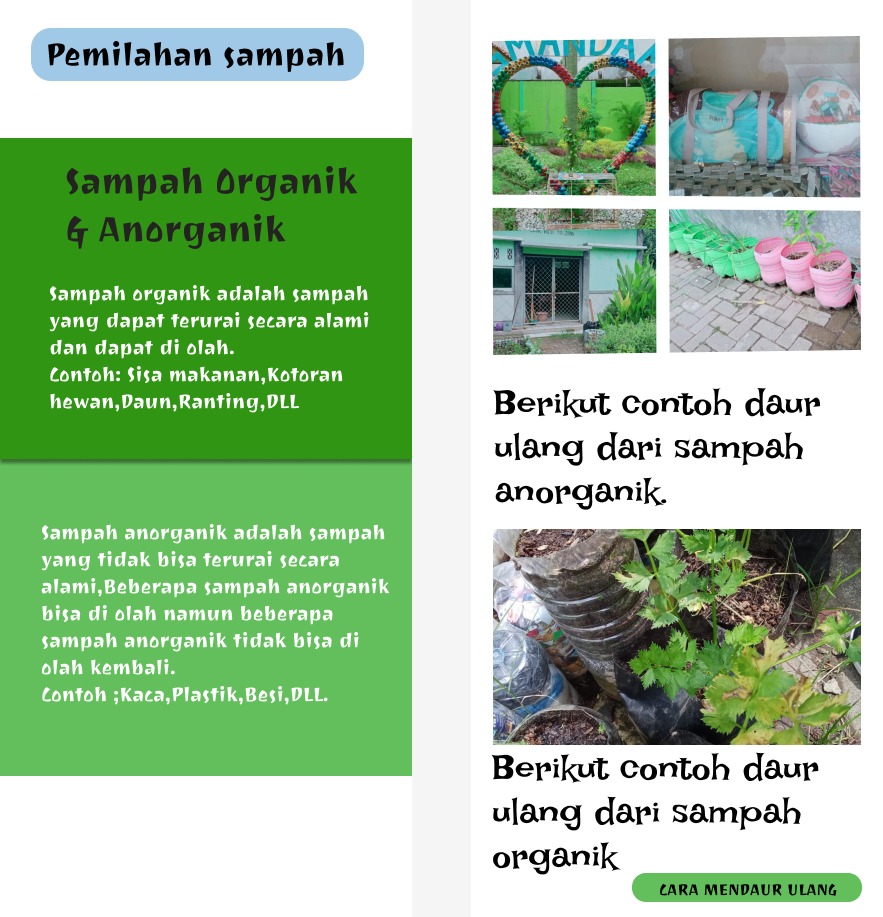 Pemilahan sampah
Sampah Organik
& Anorganik
Sampah organik adalah sampah
yang dapat terurai secara alami
dan dapat di olah.
Contoh: Sisa makanan,Kotoran
hewan,Daun,Ranting,DLL
Sampah anorganik adalah sampah
yang tidak bisa terurai secara
alami,Beberapa sampah anorganik
bisa di olah namun beberapa
sampah anorganik tidak bisa di
olah kembali.
Contoh ;Kaca,Plastik,Besi,DLL.
AMANDA
Berikut contoh daur
ulang dari sampah
anorganik.
Berikut contoh daur
ulang dari sampah
organik
CARA MENDAUR ULANG